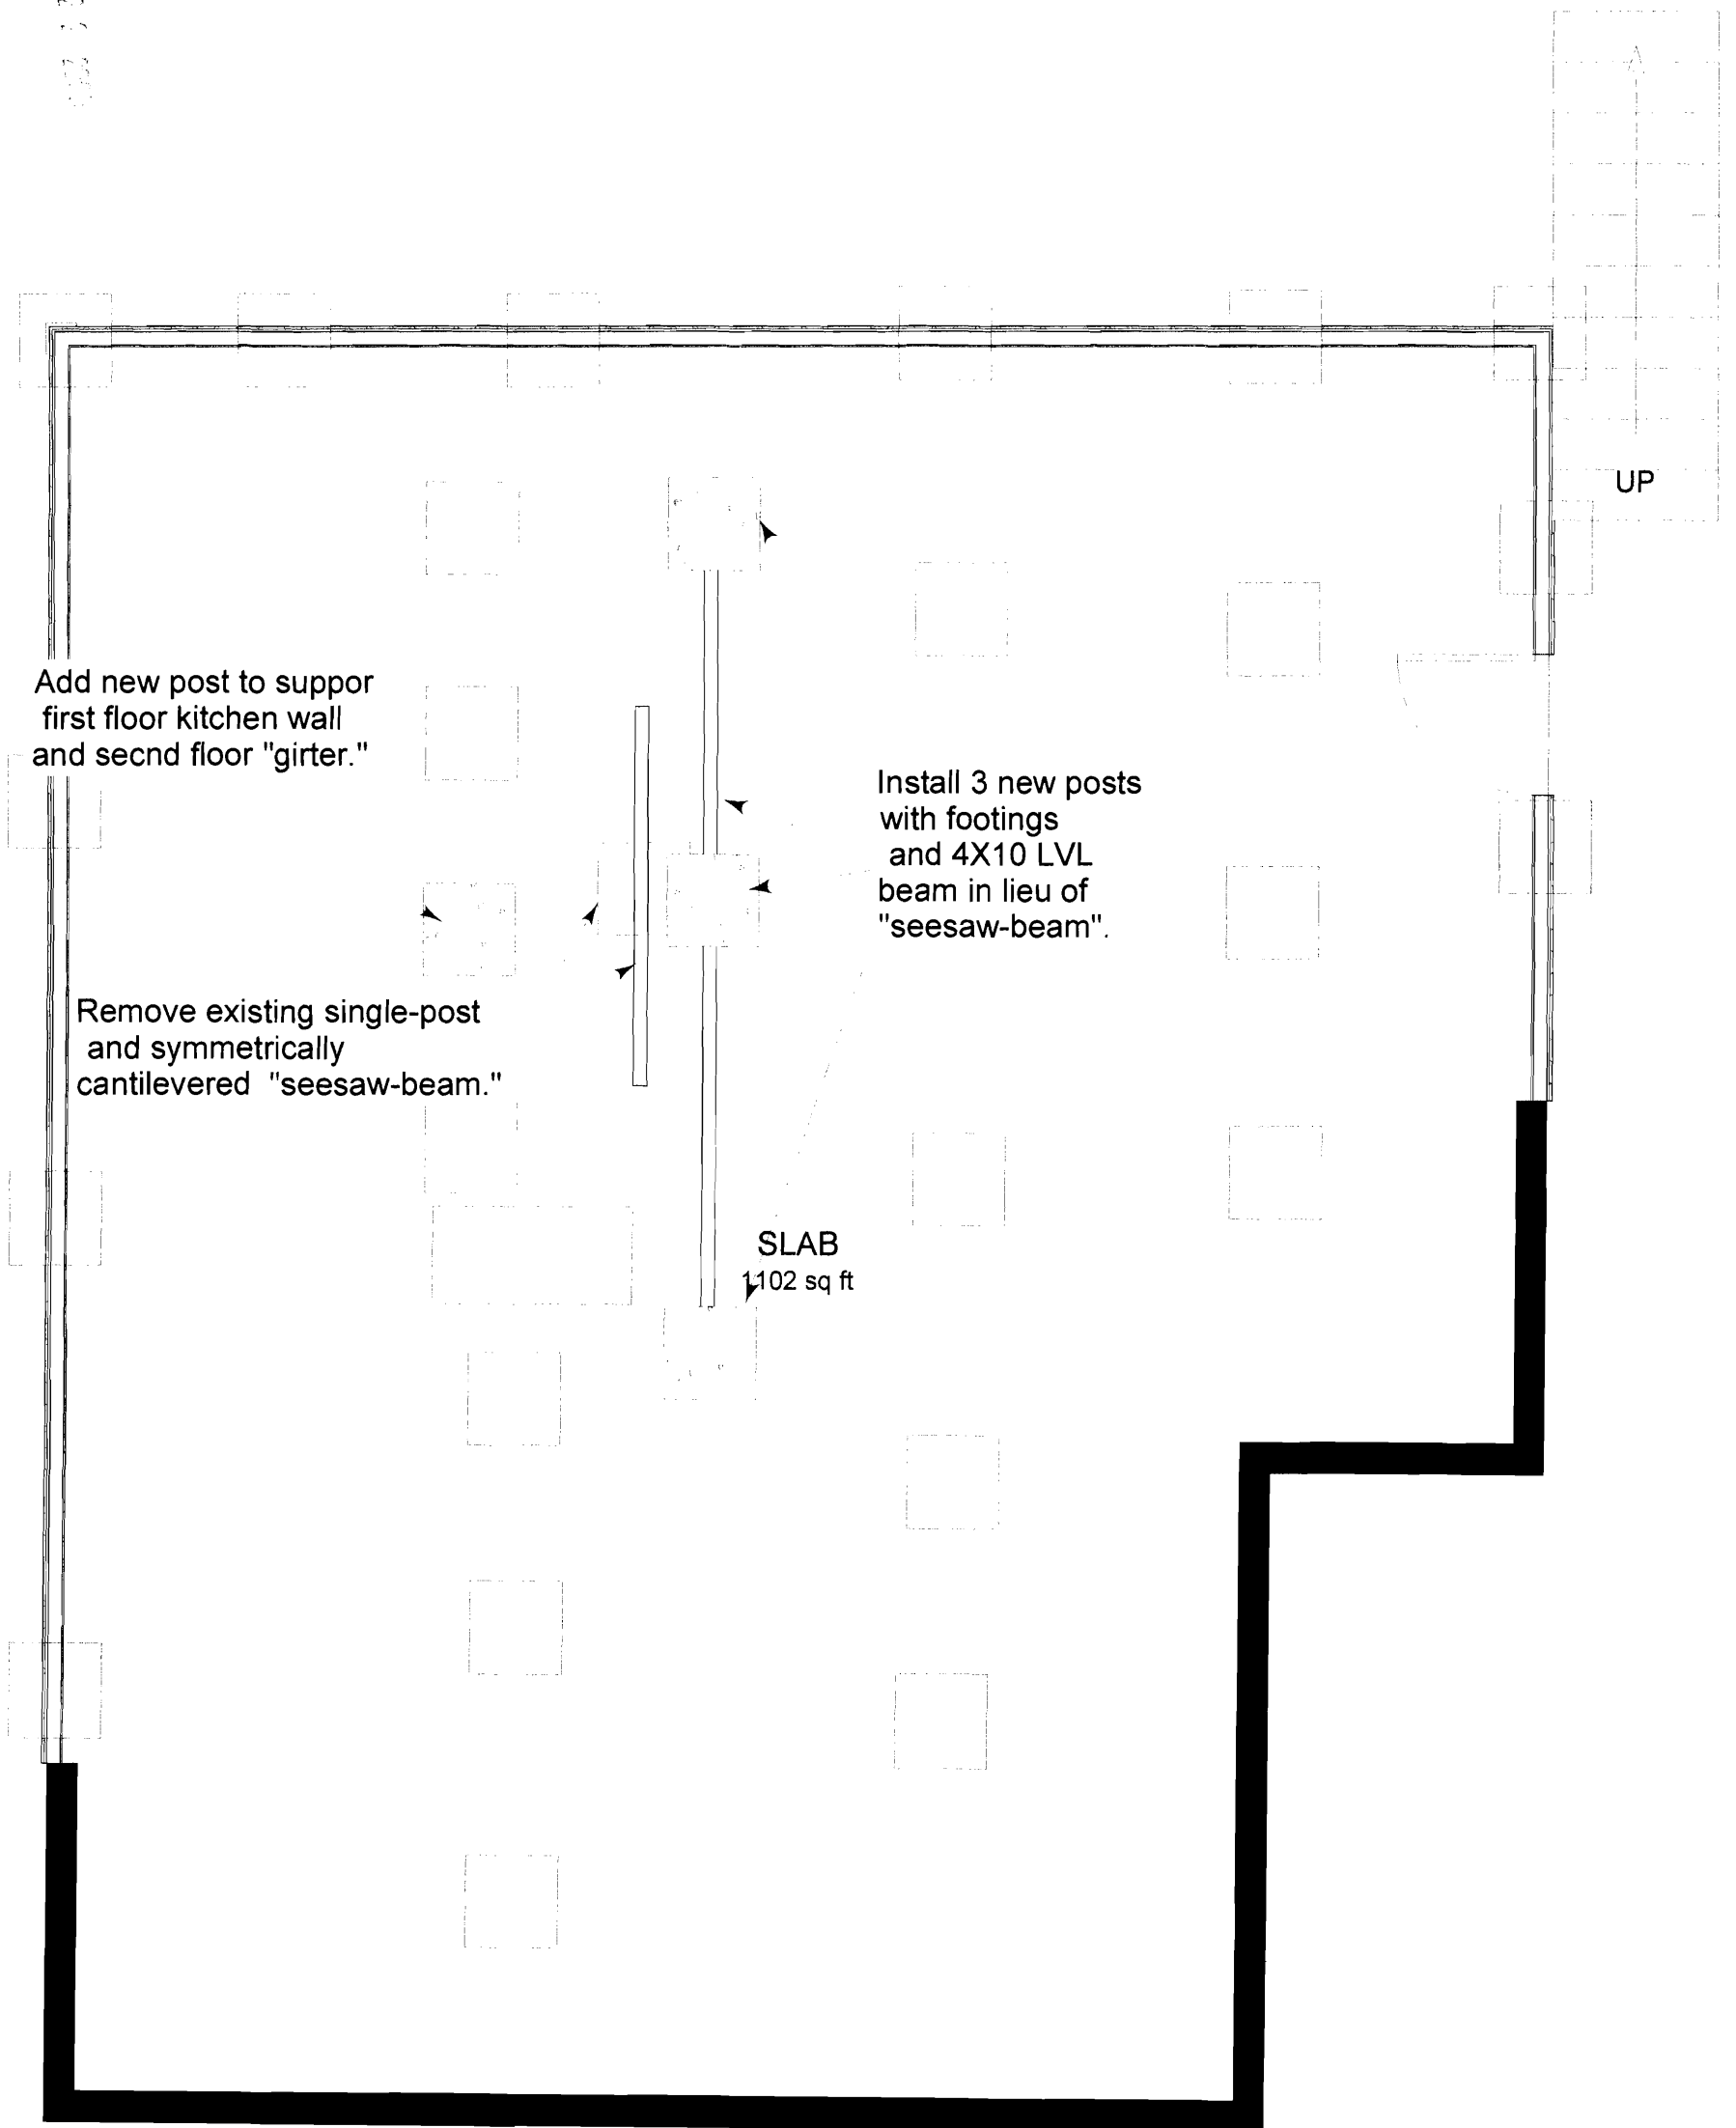 UP
Add new post to suppor
first floor kitchen wall
and secnd floor "girter."
Install 3 new posts
with footings
and 4X10 LVL
beam in lieu of
"seesaw-beam".
Remove existing single-post
and symmetrically
cantilevered "seesaw-beam."
SLAB
1102 sq ft